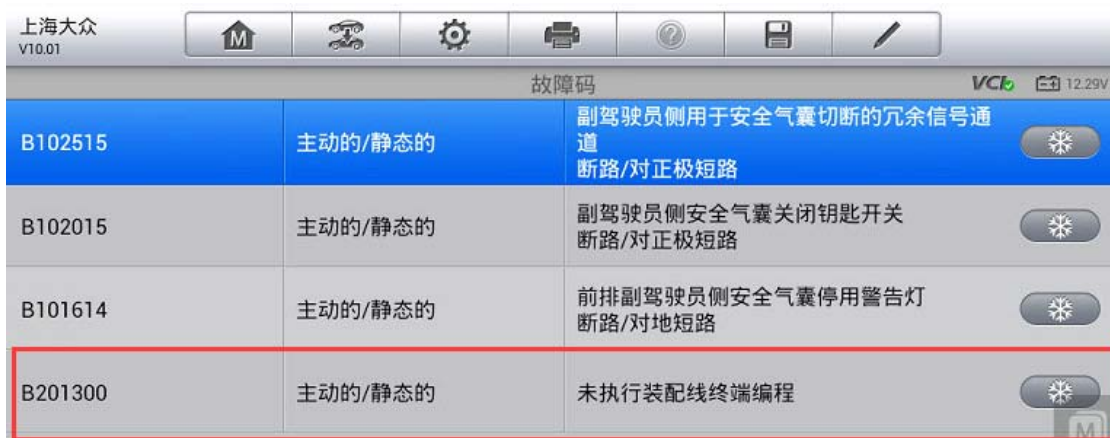 上海大众
V10.01
M
?
故障码
VCI
12.29V
B102515
主动的/静态的
副驾驶员侧用于安全气囊切断的冗余信号通
道
断路/对正极短路
B102015
主动的/静态的
副驾驶员侧安全气囊关闭钥匙开关
断路/对正极短路
B101614
主动的/静态的
前排副驾驶员侧安全气囊停用警告灯
断路/对地短路
B201300
主动的/静态的
未执行装配线终端编程
M